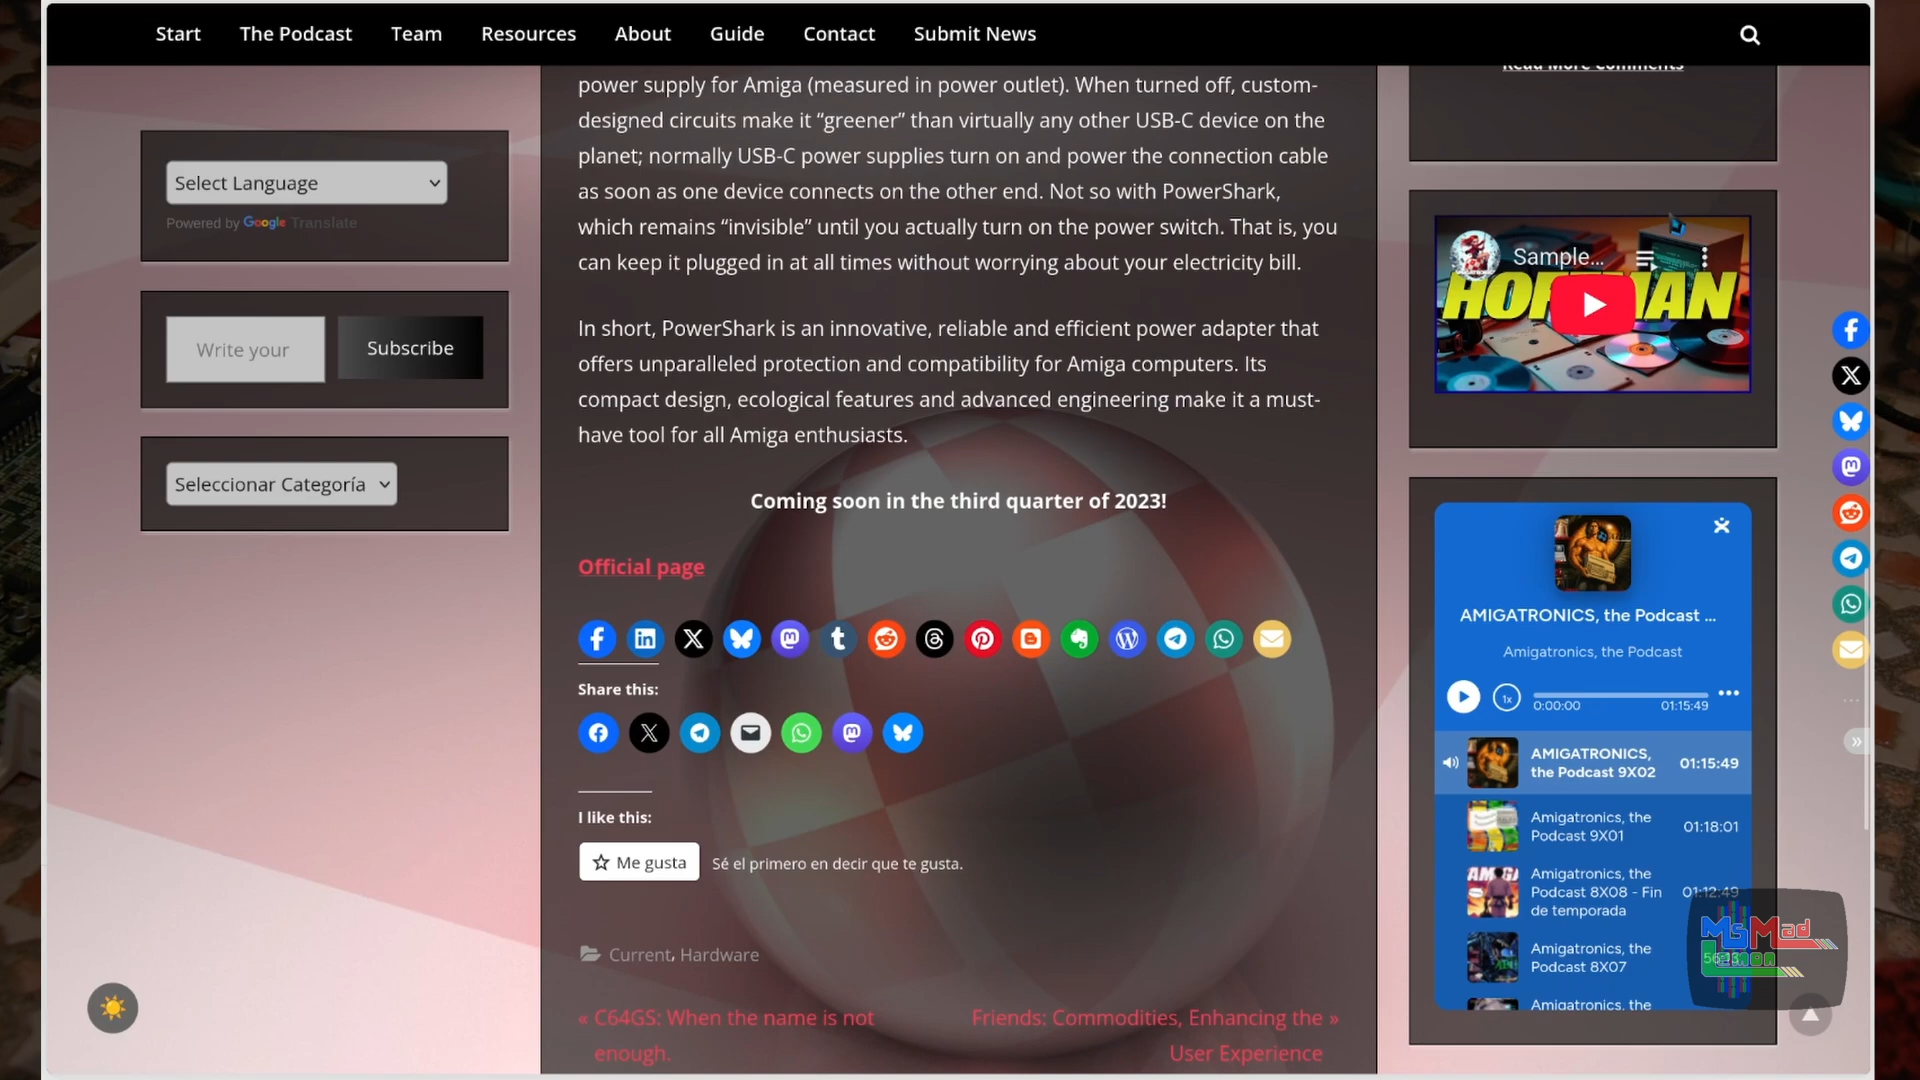 Start The Podcast Team Resources About Guide Contact Submit News
Select Language
Powered by Google Translate
Write your
Subscribe
Seleccionar Categoría
power supply for Amiga (measured in power outlet). When turned off, custom-
designed circuits make it “greener” than virtually any other USB-C device on the
planet; normally USB-C power supplies turn on and power the connection cable
as soon as one device connects on the other end. Not so with PowerShark,
which remains “invisible” until you actually turn on the power switch. That is, you
can keep it plugged in at all times without worrying about your electricity bill.
In short, PowerShark is an innovative, reliable and efficient power adapter that
offers unparalleled protection and compatibility for Amiga computers. Its
compact design, ecological features and advanced engineering make it a must-
have tool for all Amiga enthusiasts.
Coming soon in the third quarter of 2023!
Official page
Share this:
I like this:
Me gusta
Sé el primero en decir que te gusta.
Current, Hardware
« C64GS: When the name is not
enough.
Friends: Commodities, Enhancing the »
User Experience
Read More Comments
Sample...
HOFFMAN
AMIGATRONICS, the Podcast ...
Amigatronics, the Podcast
1x
0:00:00
01:15:49
AMIGATRONICS,
the Podcast 9X02
01:15:49
Amigatronics, the
Podcast 9X01
01:18:01
Amigatronics, the
Podcast 8X08 - Fin
de temporada
01:12:49
Amigatronics, the
Podcast 8X07
Amigatronics, the
MsMad
Lemon